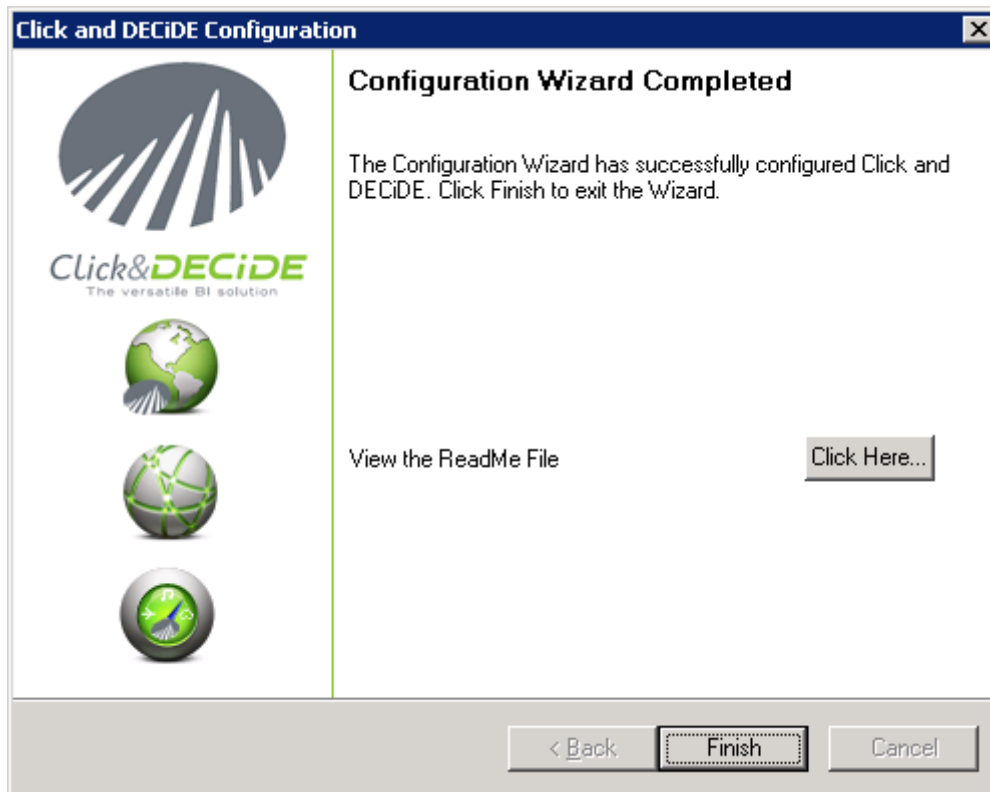 Click and DECiDE Configuration
Configuration Wizard Completed
The Configuration Wizard has successfully configured Click and
DECiDE. Click Finish to exit the Wizard.
Click&DECiDE
The versatile BI solution
View the ReadMe File
Click Here...
< Back
Finish
Cancel